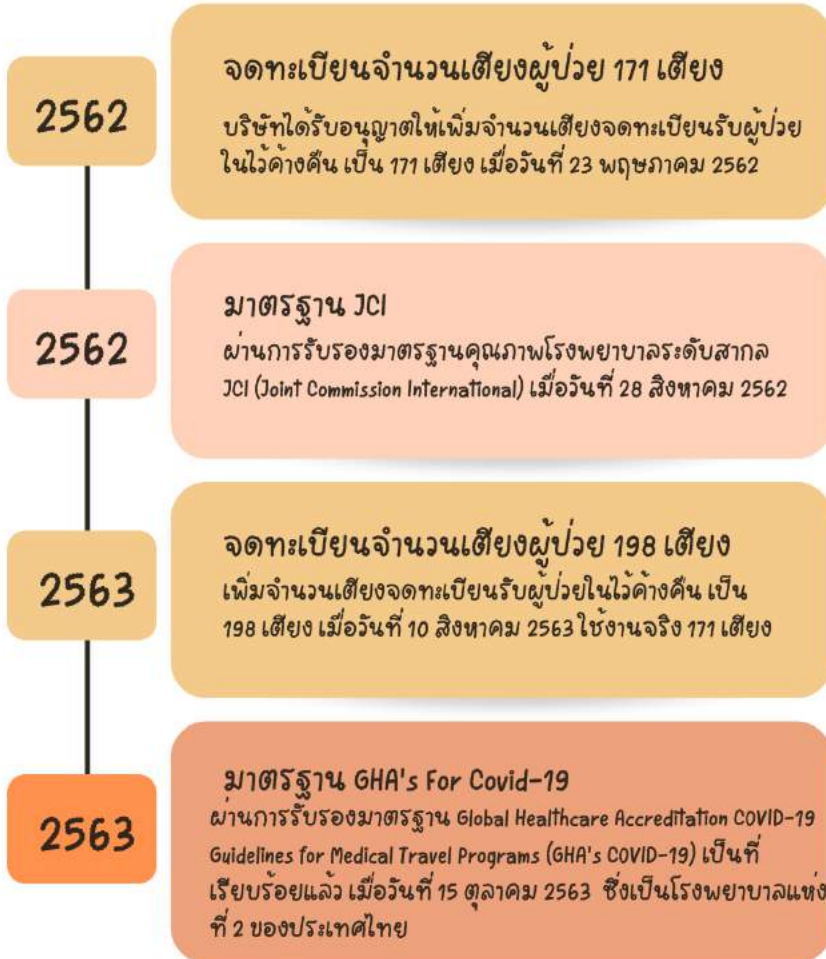 2562
จดทะเบียนจำนวนเตียงผู้ป่วย 171 เตียง
บริษัทได้รับอนุญาตให้เพิ่มจำนวนเตียงจดทะเบียนรับผู้ป่วย
ในไว้ค้างคืน เป็น 171 เตียง เมื่อวันที่ 23 พฤษภาคม 2562
2562
มาตรฐาน JCI
ผ่านการรับรองมาตรฐานคุณภาพโรงพยาบาลระดับสากล
JCI (Joint Commission International) เมื่อวันที่ 28 สิงหาคม 2562
2563
จดทะเบียนจำนวนเตียงผู้ป่วย 198 เตียง
เพิ่มจำนวนเตียงจดทะเบียนรับผู้ป่วยในไว้ค้างคืน เป็น
198 เตียง เมื่อวันที่ 10 สิงหาคม 2563 ใช้งานจริง 171 เตียง
2563
มาตรฐาน GHA's For Covid-19
ผ่านการรับรองมาตรฐาน Global Healthcare Accreditation COVID-19
Guidelines for Medical Travel Programs (GHA's COVID-19) เป็นที่
เรียบร้อยแล้ว เมื่อวันที่ 15 ตุลาคม 2563 ซึ่งเป็นโรงพยาบาลแห่ง
ที่ 2 ของประเทศไทย